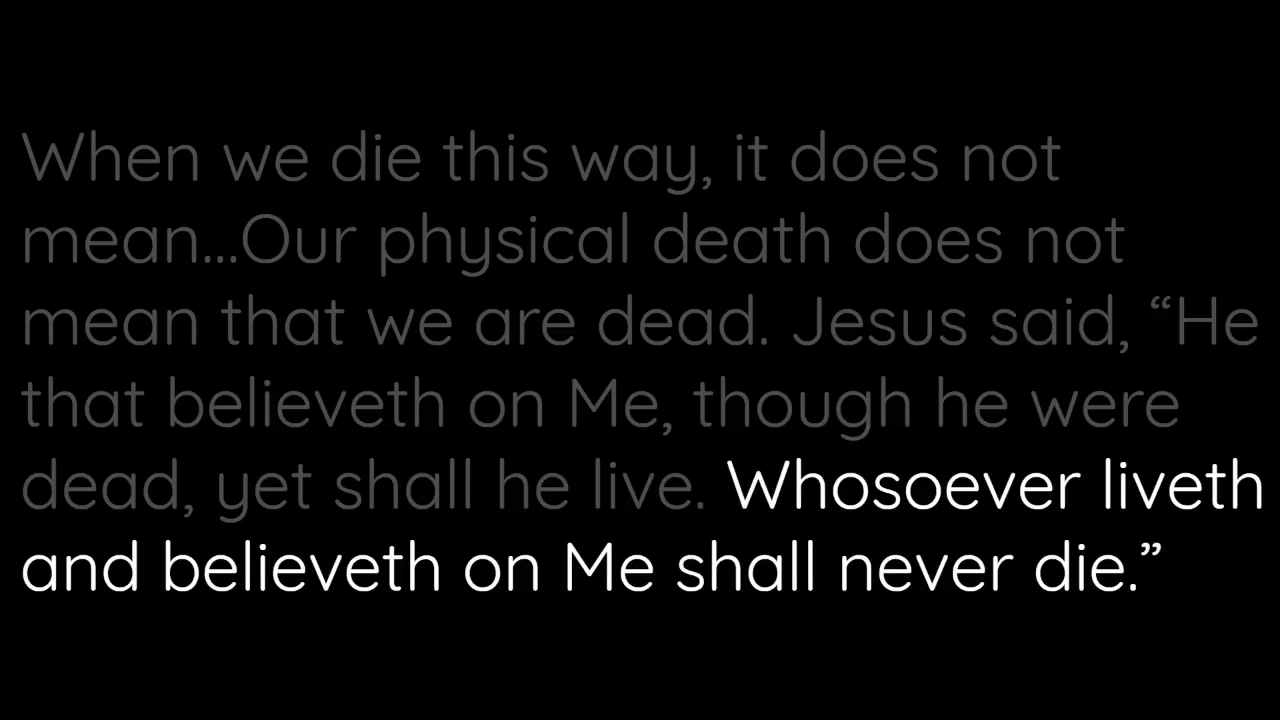 When we die this way, it does not
mean...Our physical death does not
mean that we are dead. Jesus said, “He
that believeth on Me, though he were
dead, yet shall he live. Whosoever liveth
and believeth on Me shall never die.”